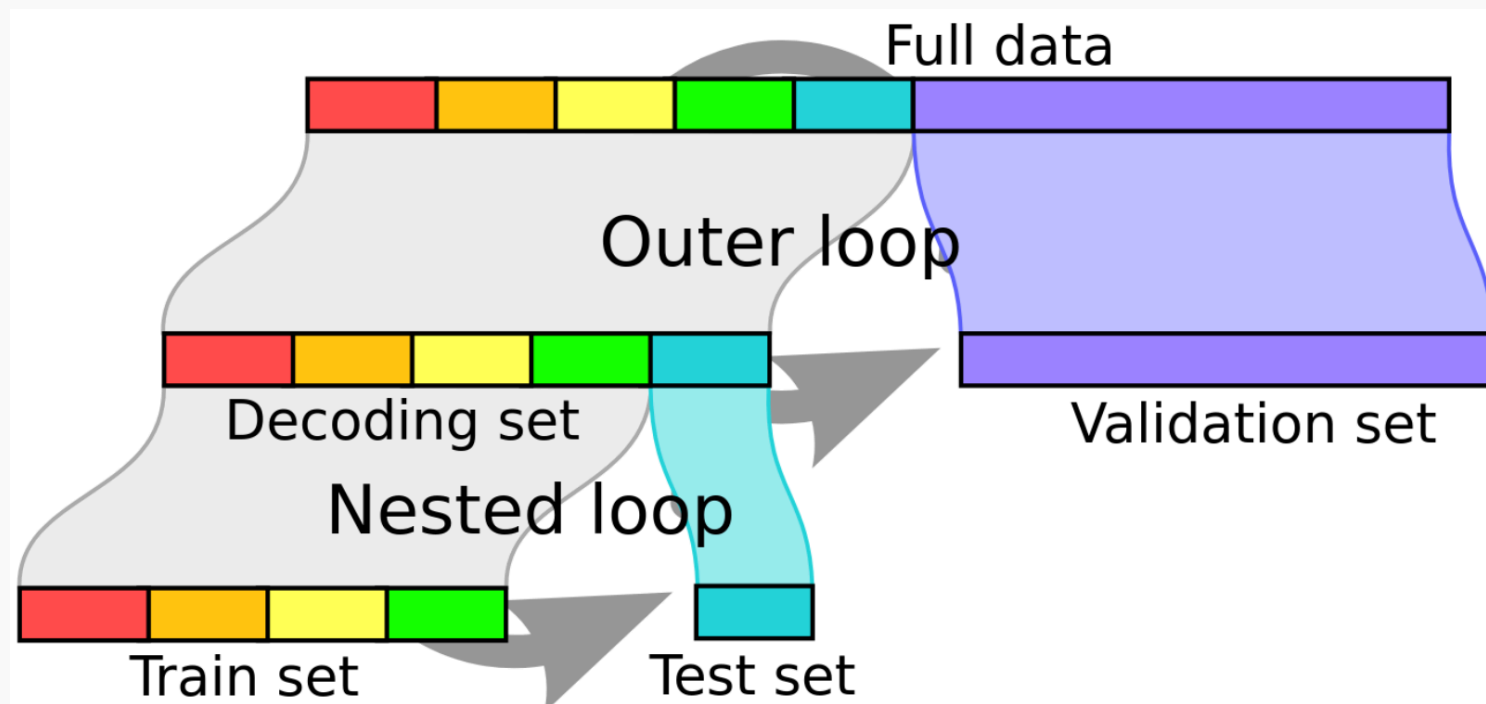 Full data
Outer loop
Decoding set
Validation set
Nested loop
Train set
Test set